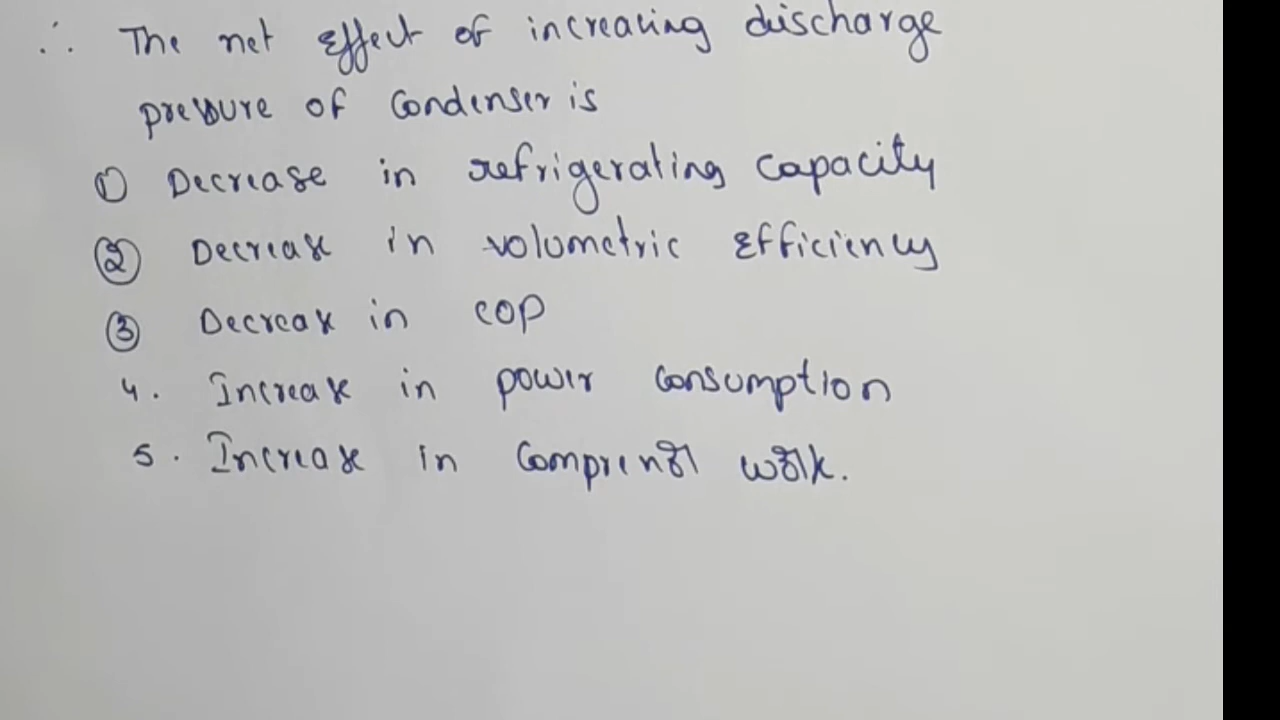 ∴ The net Effect of increasing discharge
pressure of Condenser is
① Decrease in refrigerating capacity
② Decrease in volumetric Efficiency
③ Decrease in COP
4. Increase in power Consumption
5. Increase in Compressor work.